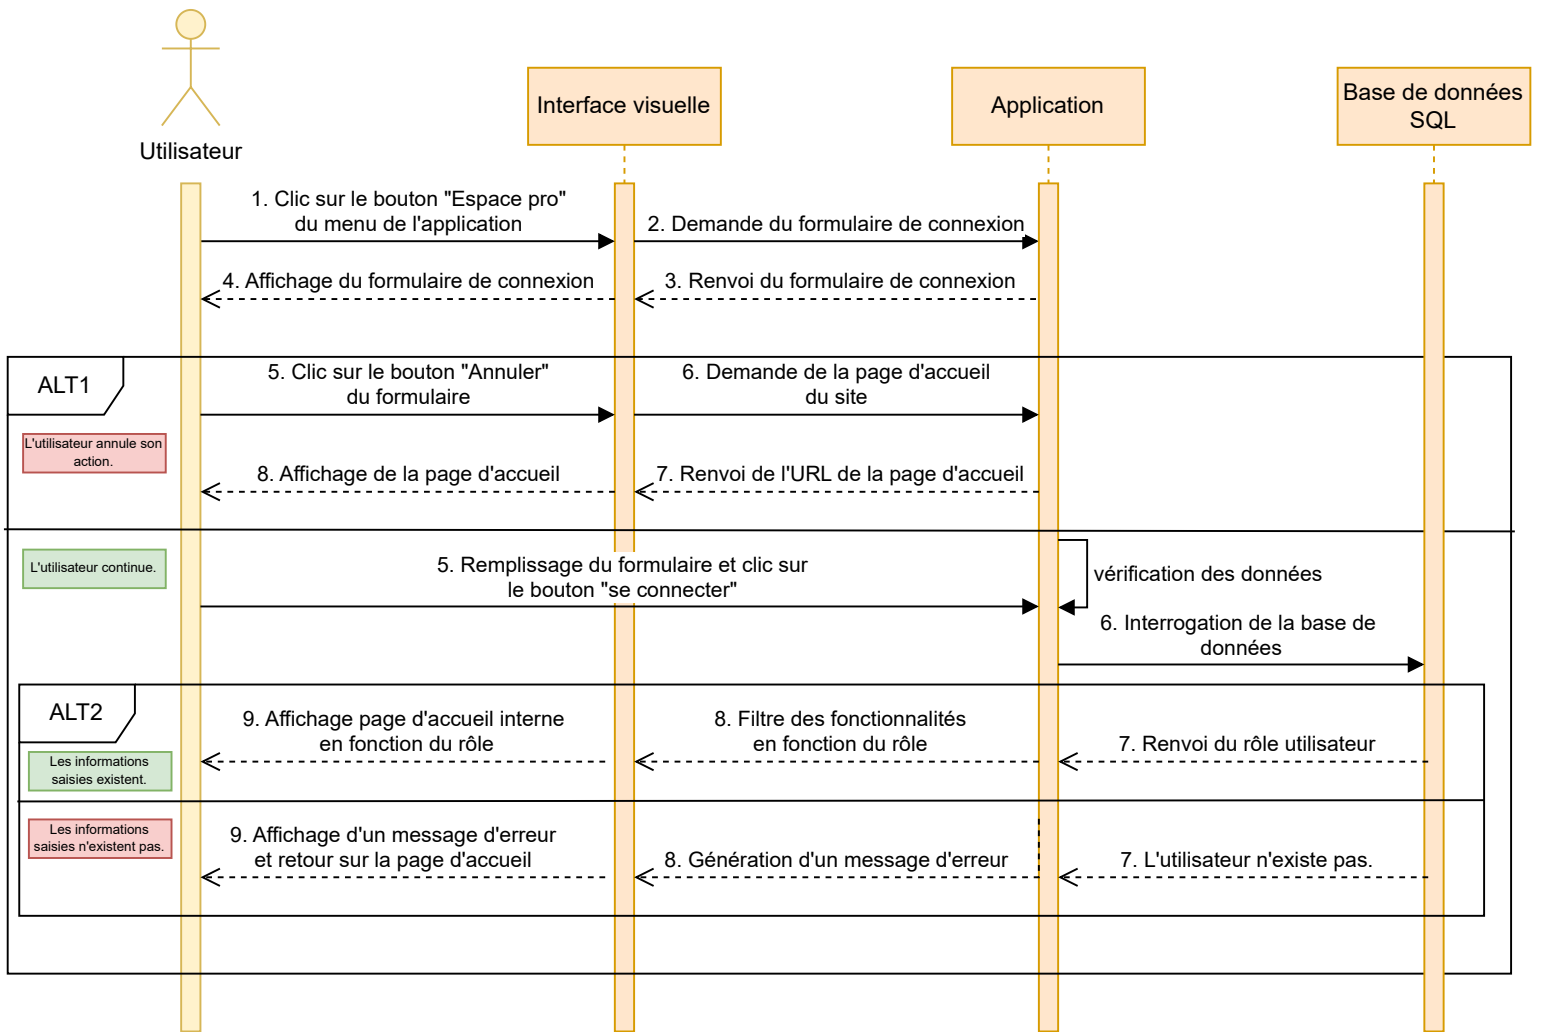 Utilisateur
Interface visuelle
Application
Base de données
SQL
1. Clic sur le bouton "Espace pro"
du menu de l'application
2. Demande du formulaire de connexion
4. Affichage du formulaire de connexion
3. Renvoi du formulaire de connexion
ALT1
5. Clic sur le bouton "Annuler"
du formulaire
6. Demande de la page d'accueil
du site
L'utilisateur annule son
action.
8. Affichage de la page d'accueil
7. Renvoi de l'URL de la page d'accueil
L'utilisateur continue.
5. Remplissage du formulaire et clic sur
le bouton "se connecter"
vérification des données
6. Interrogation de la base de
données
ALT2
9. Affichage page d'accueil interne
en fonction du rôle
8. Filtre des fonctionnalités
en fonction du rôle
7. Renvoi du rôle utilisateur
Les informations
saisies existent.
Les informations
saisies n'existent pas.
9. Affichage d'un message d'erreur
et retour sur la page d'accueil
8. Génération d'un message d'erreur
7. L'utilisateur n'existe pas.